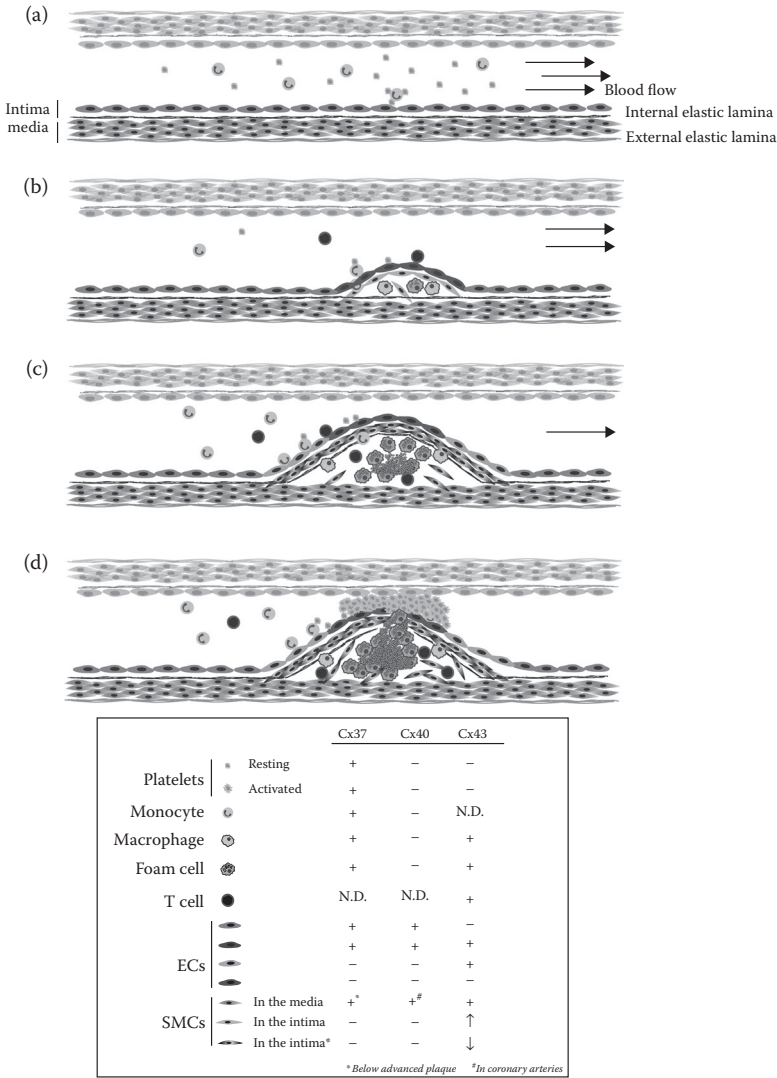 (a)
Blood flow
Intima
media
Internal elastic lamina
External elastic lamina
(b)
(c)
(d)
Cx37 Cx40 Cx43
Platelets
Resting + – –
Activated + – –
Monocyte + – N.D.
Macrophage + – +
Foam cell + – +
T cell N.D. N.D. +
ECs
+ + –
+ + +
– – +
– – –
SMCs
In the media +* +# +
In the intima – – ↑
In the intima* – – ↓
*Below advanced plaque #In coronary arteries